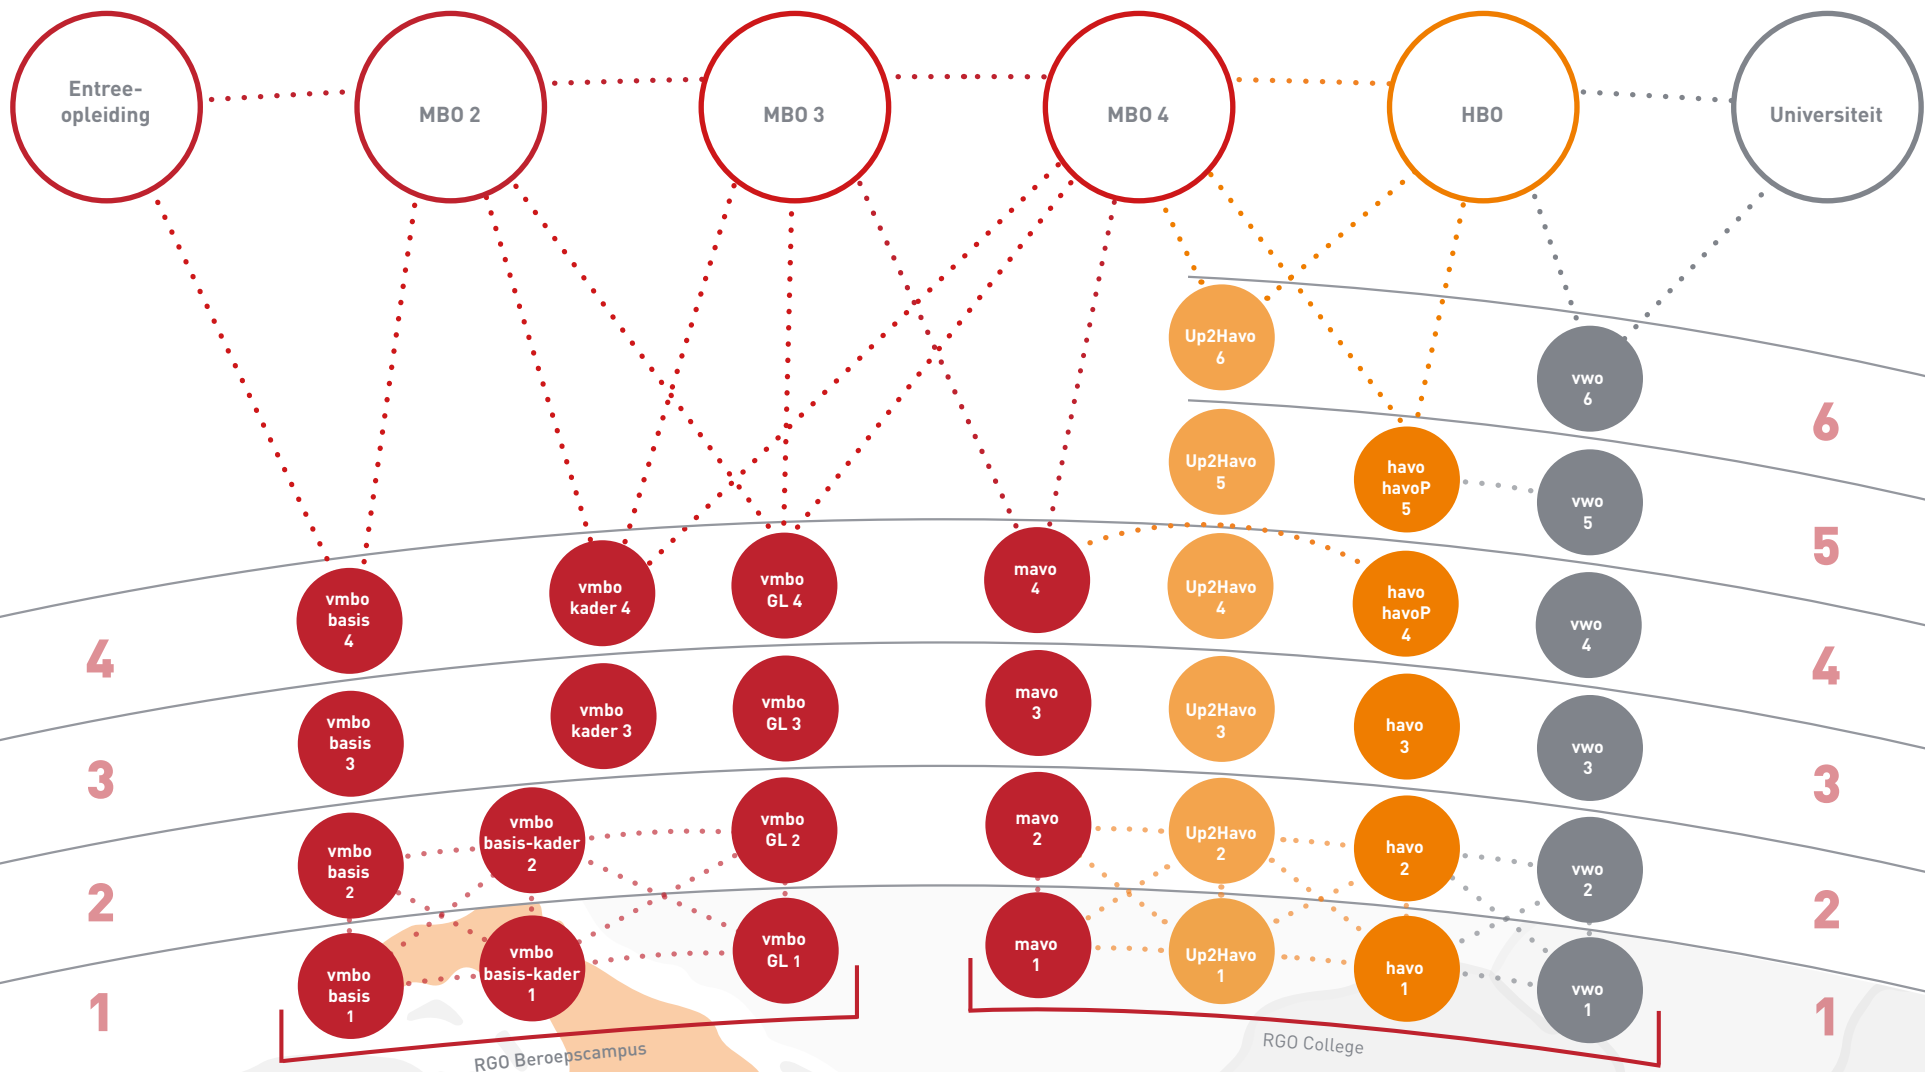 Entree-
opleiding
MBO 2
MBO 3
MBO 4
HBO
Universiteit
Up2Havo
6
vwo
6
6
Up2Havo
5
havo
havoP
5
vwo
5
5
vmbo
basis
4
vmbo
kader 4
vmbo
GL 4
mavo
4
Up2Havo
4
havo
havoP
4
vwo
4
4
4
vmbo
basis
3
vmbo
kader 3
vmbo
GL 3
mavo
3
Up2Havo
3
havo
3
vwo
3
3
3
vmbo
basis
2
vmbo
basis-kader
2
vmbo
GL 2
mavo
2
Up2Havo
2
havo
2
vwo
2
2
2
vmbo
basis
1
vmbo
basis-kader
1
vmbo
GL 1
mavo
1
Up2Havo
1
havo
1
vwo
1
1
1
RGO Beroepscampus
RGO College